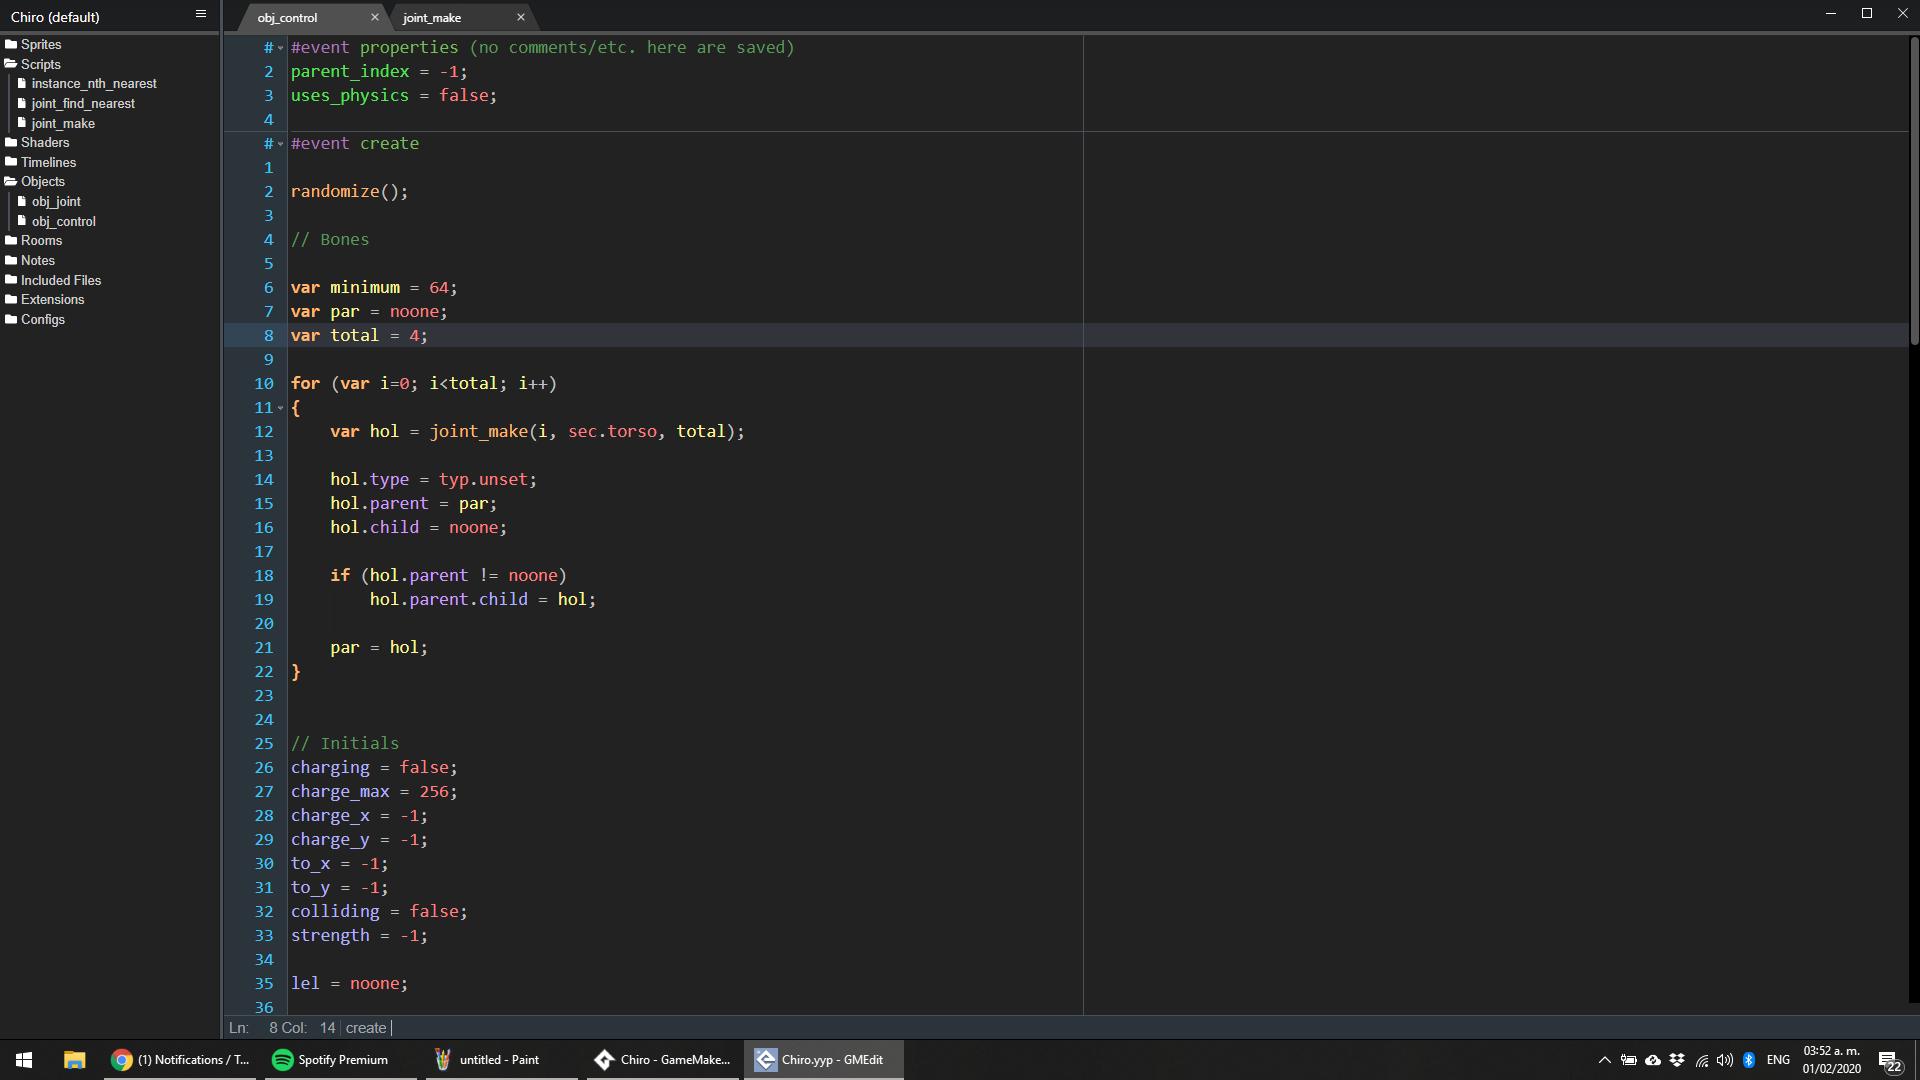 Chiro (default)
obj_control
joint_make
Sprites
Scripts
instance_nth_nearest
joint_find_nearest
joint_make
Shaders
Timelines
Objects
obj_joint
obj_control
Rooms
Notes
Included Files
Extensions
Configs
# #event properties (no comments/etc. here are saved)
2 parent_index = -1;
3 uses_physics = false;
4
# #event create
1
2 randomize();
3
4 // Bones
5
6 var minimum = 64;
7 var par = noone;
8 var total = 4;
9
10 for (var i=0; i<total; i++)
11 {
12 var hol = joint_make(i, sec.torso, total);
13
14 hol.type = typ.unset;
15 hol.parent = par;
16 hol.child = noone;
17
18 if (hol.parent != noone)
19 hol.parent.child = hol;
20
21 par = hol;
22 }
23
24
25 // Initials
26 charging = false;
27 charge_max = 256;
28 charge_x = -1;
29 charge_y = -1;
30 to_x = -1;
31 to_y = -1;
32 colliding = false;
33 strength = -1;
34
35 lel = noone;
36
Ln: 8 Col: 14 create
(1) Notifications / T...
Spotify Premium
untitled - Paint
Chiro - GameMake...
Chiro.yyp - GMEdit
ENG
03:52 a. m.
01/02/2020
22